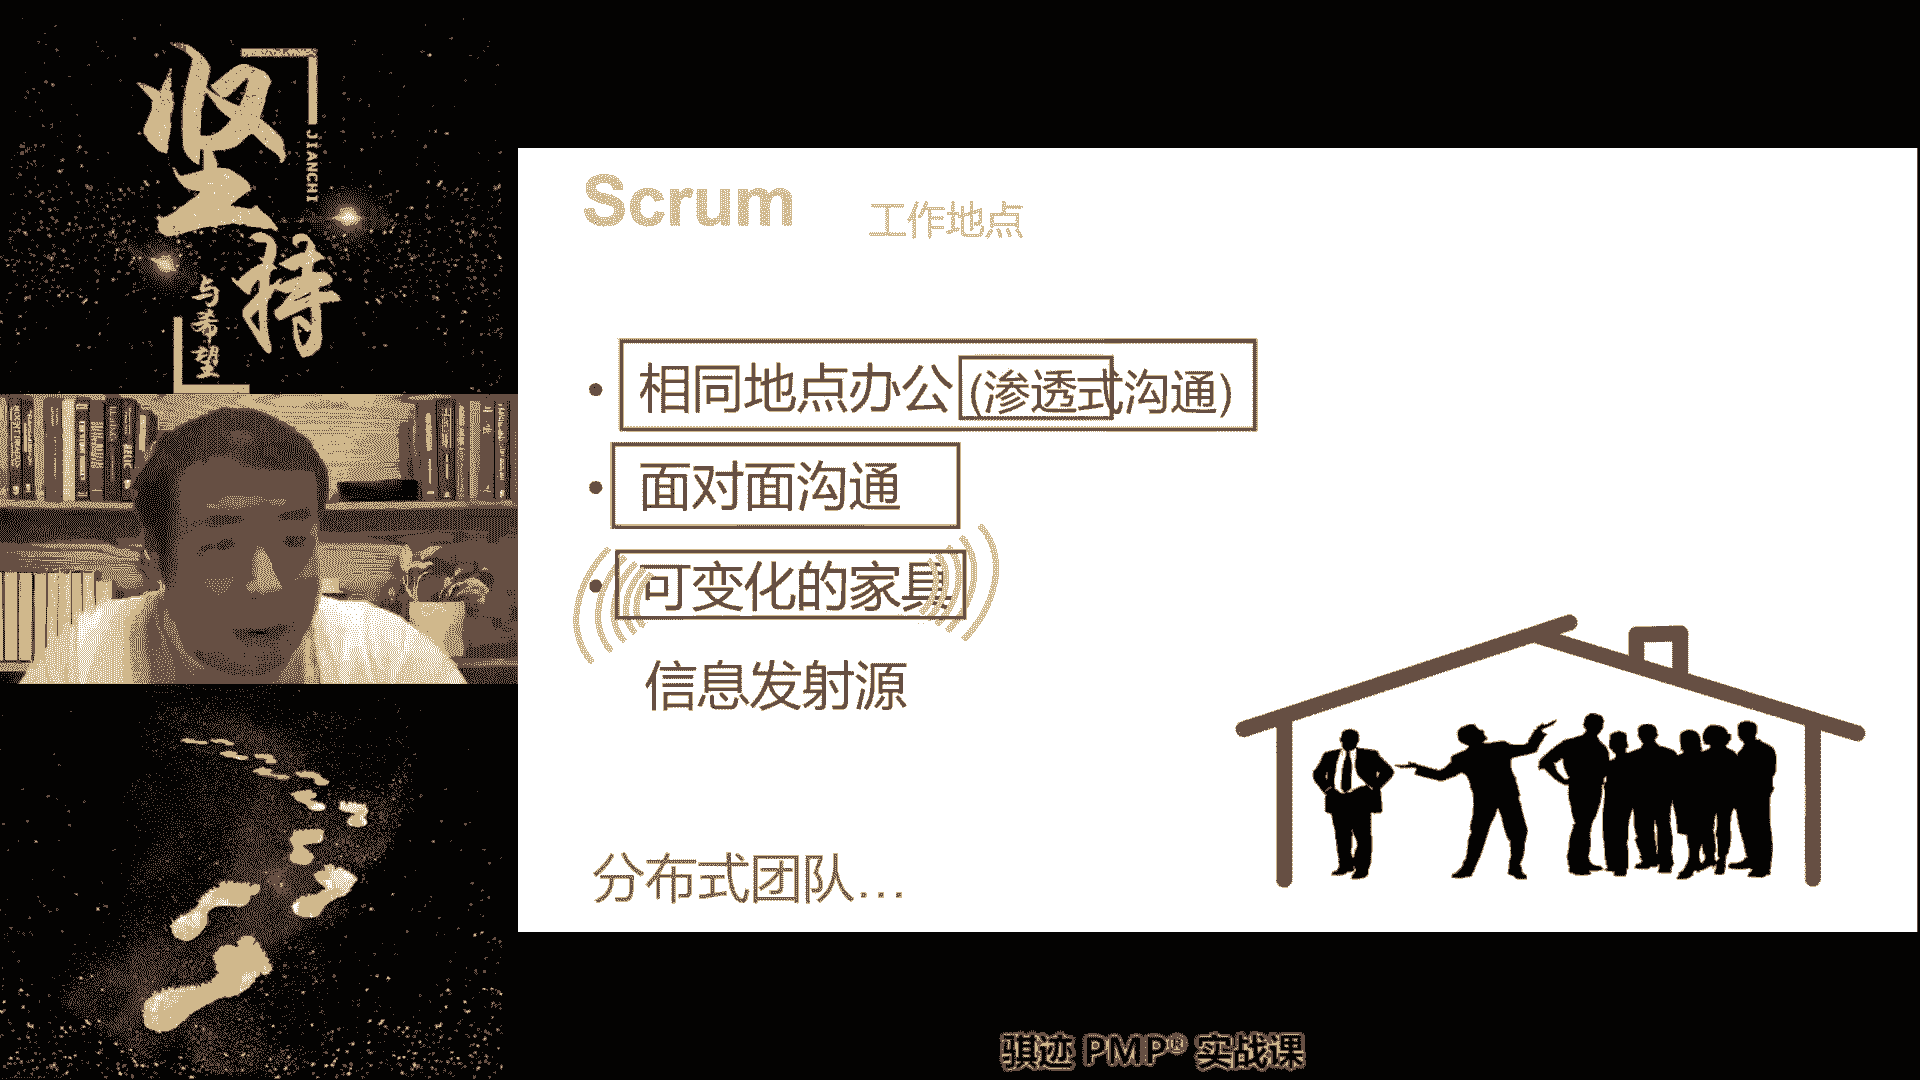 坚持
JIANCHI
与希望
Scrum 工作地点
• 相同地点办公(渗透式沟通)
• 面对面沟通
• 可变化的家具
信息发射源
分布式团队…
骐迹 PMP® 实战课